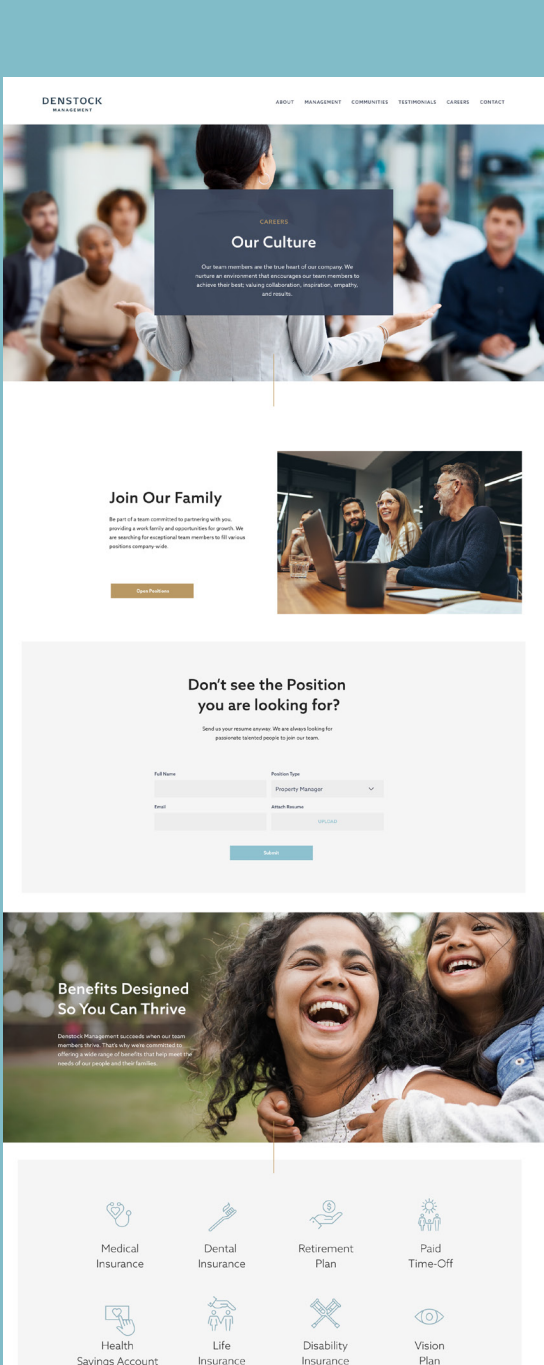 DENSTOCK
MANAGEMENT
ABOUT MANAGEMENT COMMUNITIES TESTIMONIALS CAREERS CONTACT
CAREERS
Our Culture
Our team members are the true heart of our company. We
nurture an environment that encourages our team members to
achieve their best; valuing collaboration, inspiration, empathy,
and results.
Join Our Family
Be part of a team committed to partnering with you,
providing a work family and opportunities for growth. We
are searching for exceptional team members to fill various
positions company-wide.
Open Positions
Don't see the Position
you are looking for?
Send us your resume anyway. We are always looking for
passionate talented people to join our team.
Full Name Position Type
Property Manager
Email Attach Resume
UPLOAD
Submit
Benefits Designed
So You Can Thrive
Denstock Management succeeds when our team
members thrive. That's why we're committed to
offering a wide range of benefits that help meet the
needs of our people and their families.
Medical
Insurance
Dental
Insurance
Retirement
Plan
Paid
Time-Off
Health
Savings Account
Life
Insurance
Disability
Insurance
Vision
Plan